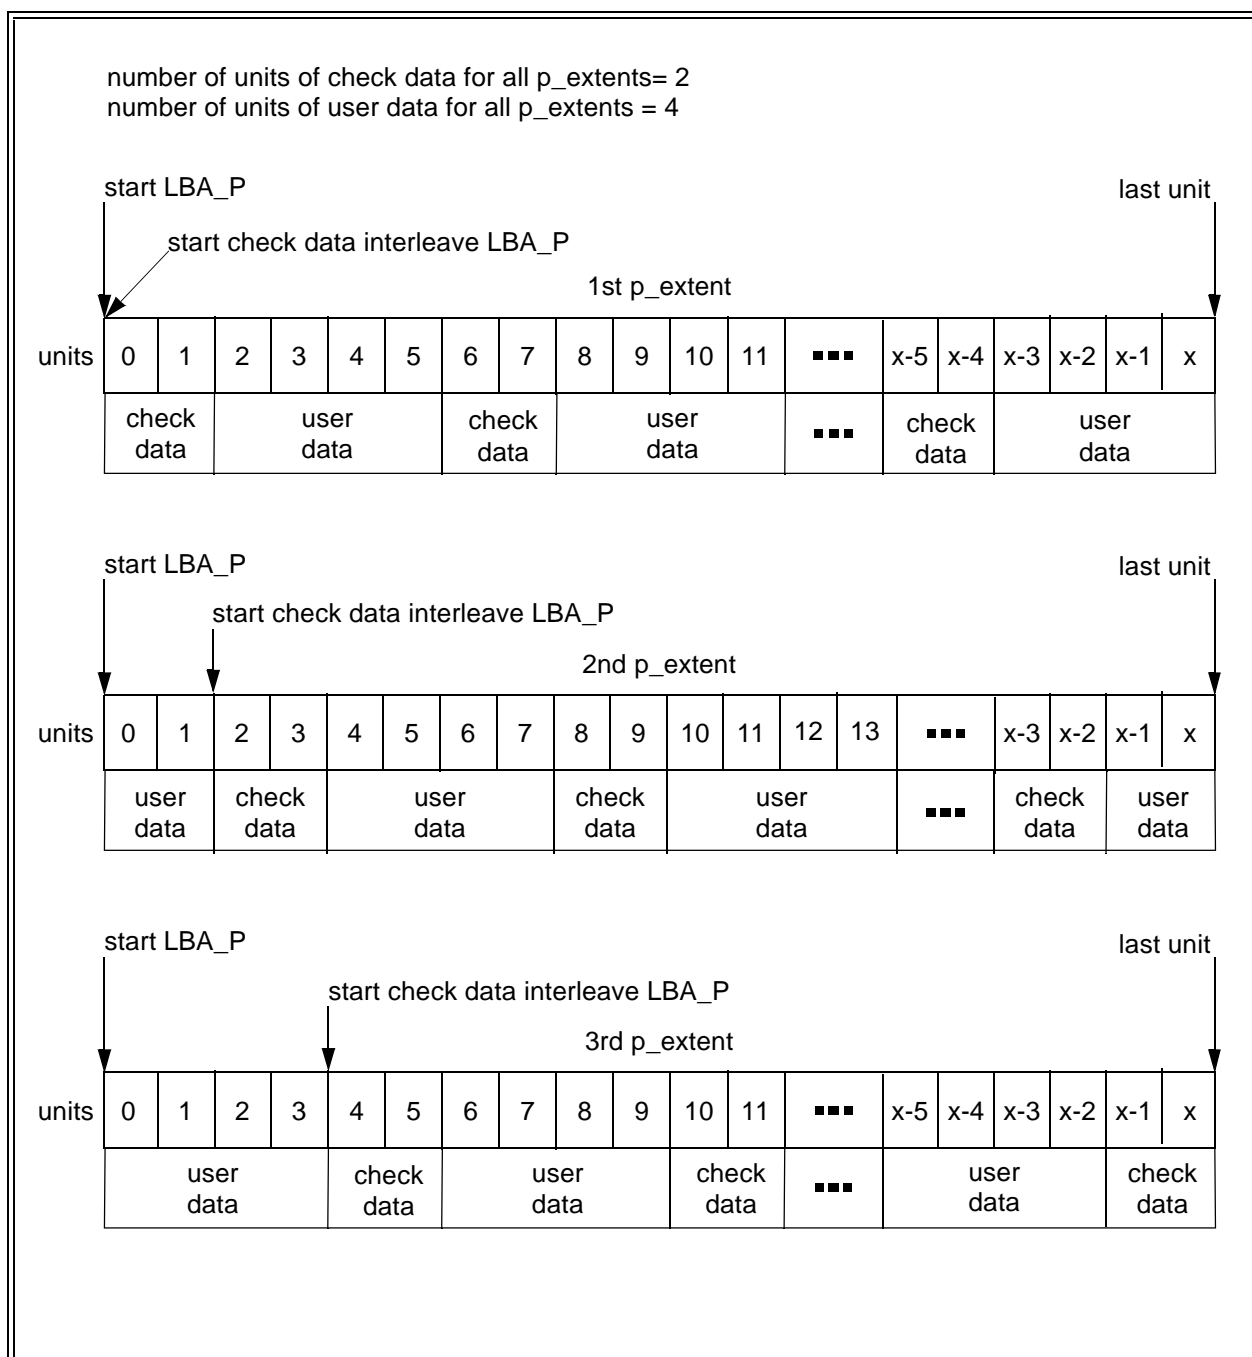 number of units of check data for all p_extents= 2
number of units of user data for all p_extents = 4
start LBA_P
last unit
start check data interleave LBA_P
1st p_extent
units 0 1 2 3 4 5 6 7 8 9 10 11 ... x-5 x-4 x-3 x-2 x-1 x
check user check user ... check user
data data data data data data
start LBA_P
last unit
start check data interleave LBA_P
2nd p_extent
units 0 1 2 3 4 5 6 7 8 9 10 11 12 13 ... x-3 x-2 x-1 x
user check user check user ... check user
data data data data data data data
start LBA_P
last unit
start check data interleave LBA_P
3rd p_extent
units 0 1 2 3 4 5 6 7 8 9 10 11 ... x-5 x-4 x-3 x-2 x-1 x
user check user check ... user check
data data data data data data